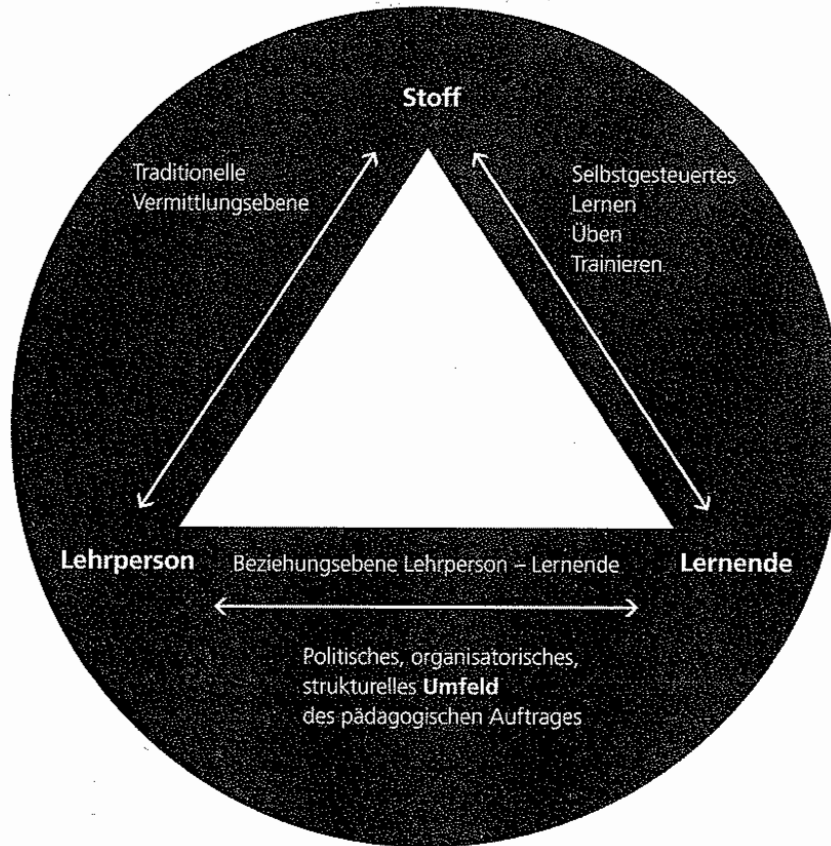 Stoff
Traditionelle
Vermittlungsebene
Selbstgesteuertes
Lernen
Üben
Trainieren
Lehrperson
Beziehungsebene Lehrperson – Lernende
Lernende
Politisches, organisatorisches,
strukturelles Umfeld
des pädagogischen Auftrages